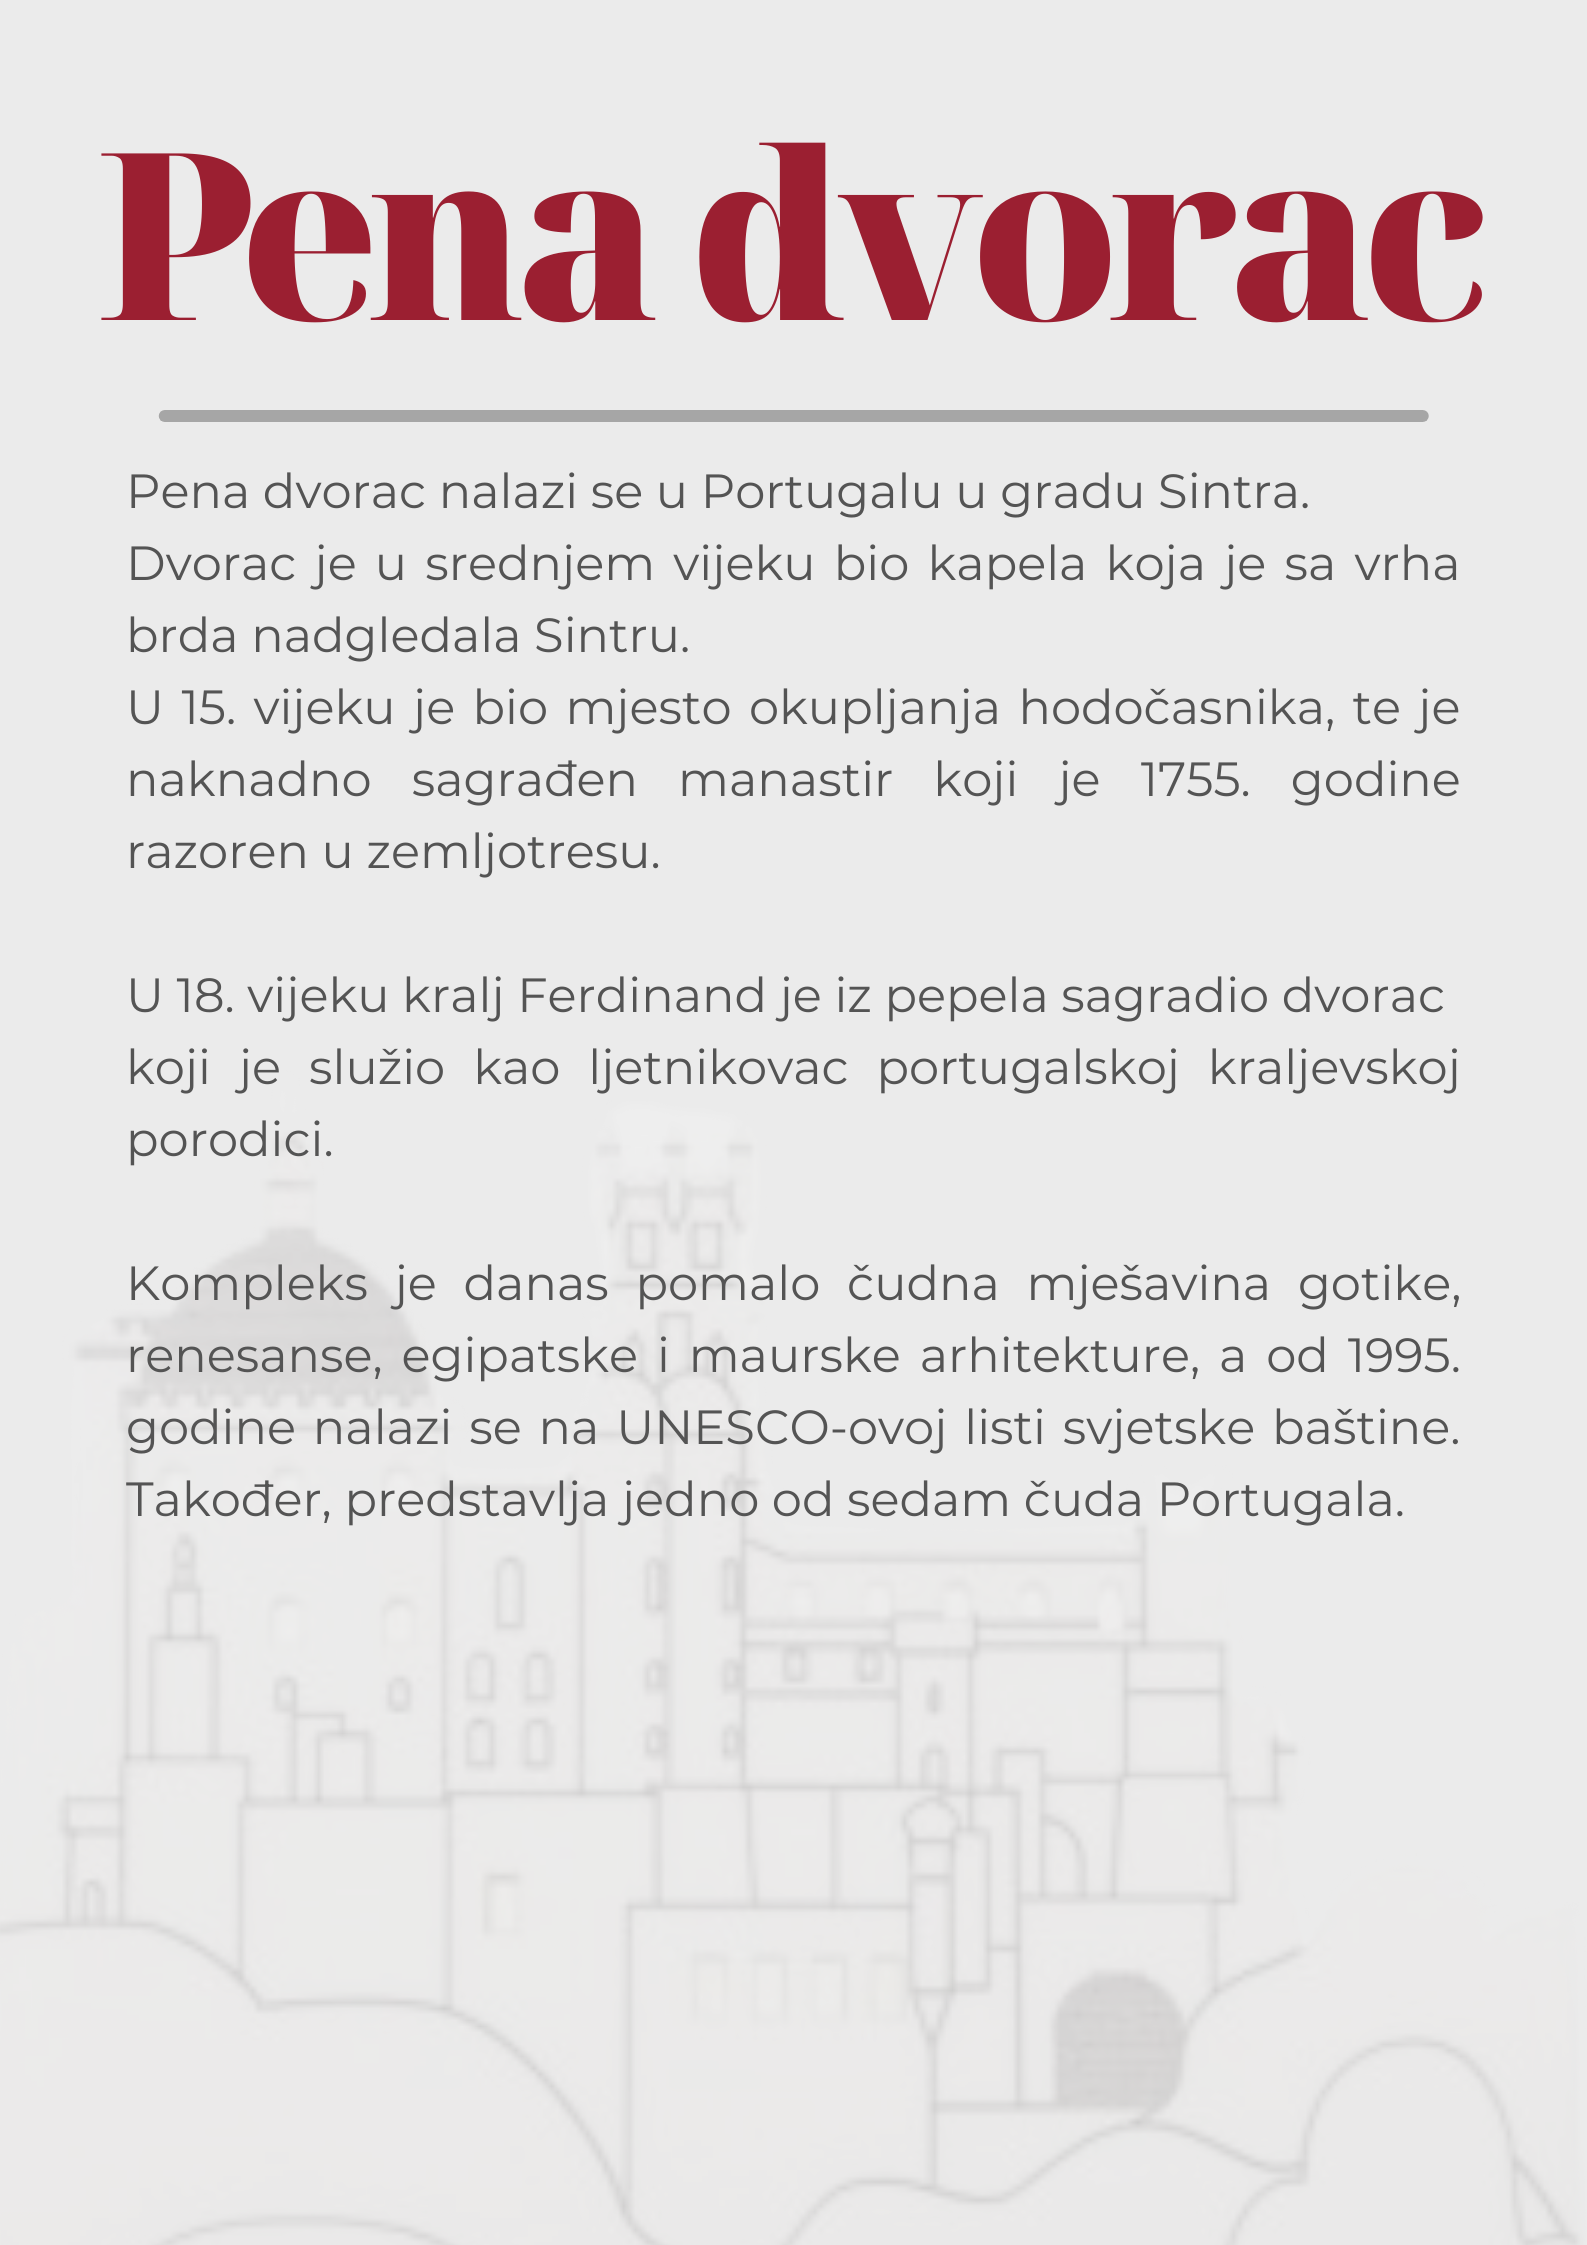 Pena dvorac
Pena dvorac nalazi se u Portugalu u gradu Sintra.
Dvorac je u srednjem vijeku bio kapela koja je sa vrha
brda nadgledala Sintru.
U 15. vijeku je bio mjesto okupljanja hodočasnika, te je
naknadno sagrađen manastir koji je 1755. godine
razoren u zemljotresu.
U 18. vijeku kralj Ferdinand je iz pepela sagradio dvorac
koji je služio kao ljetnikovac portugalskoj kraljevskoj
porodici.
Kompleks je danas pomalo čudna mješavina gotike,
renesanse, egipatske i maurske arhitekture, a od 1995.
godine nalazi se na UNESCO-ovoj listi svjetske baštine.
Također, predstavlja jedno od sedam čuda Portugala.